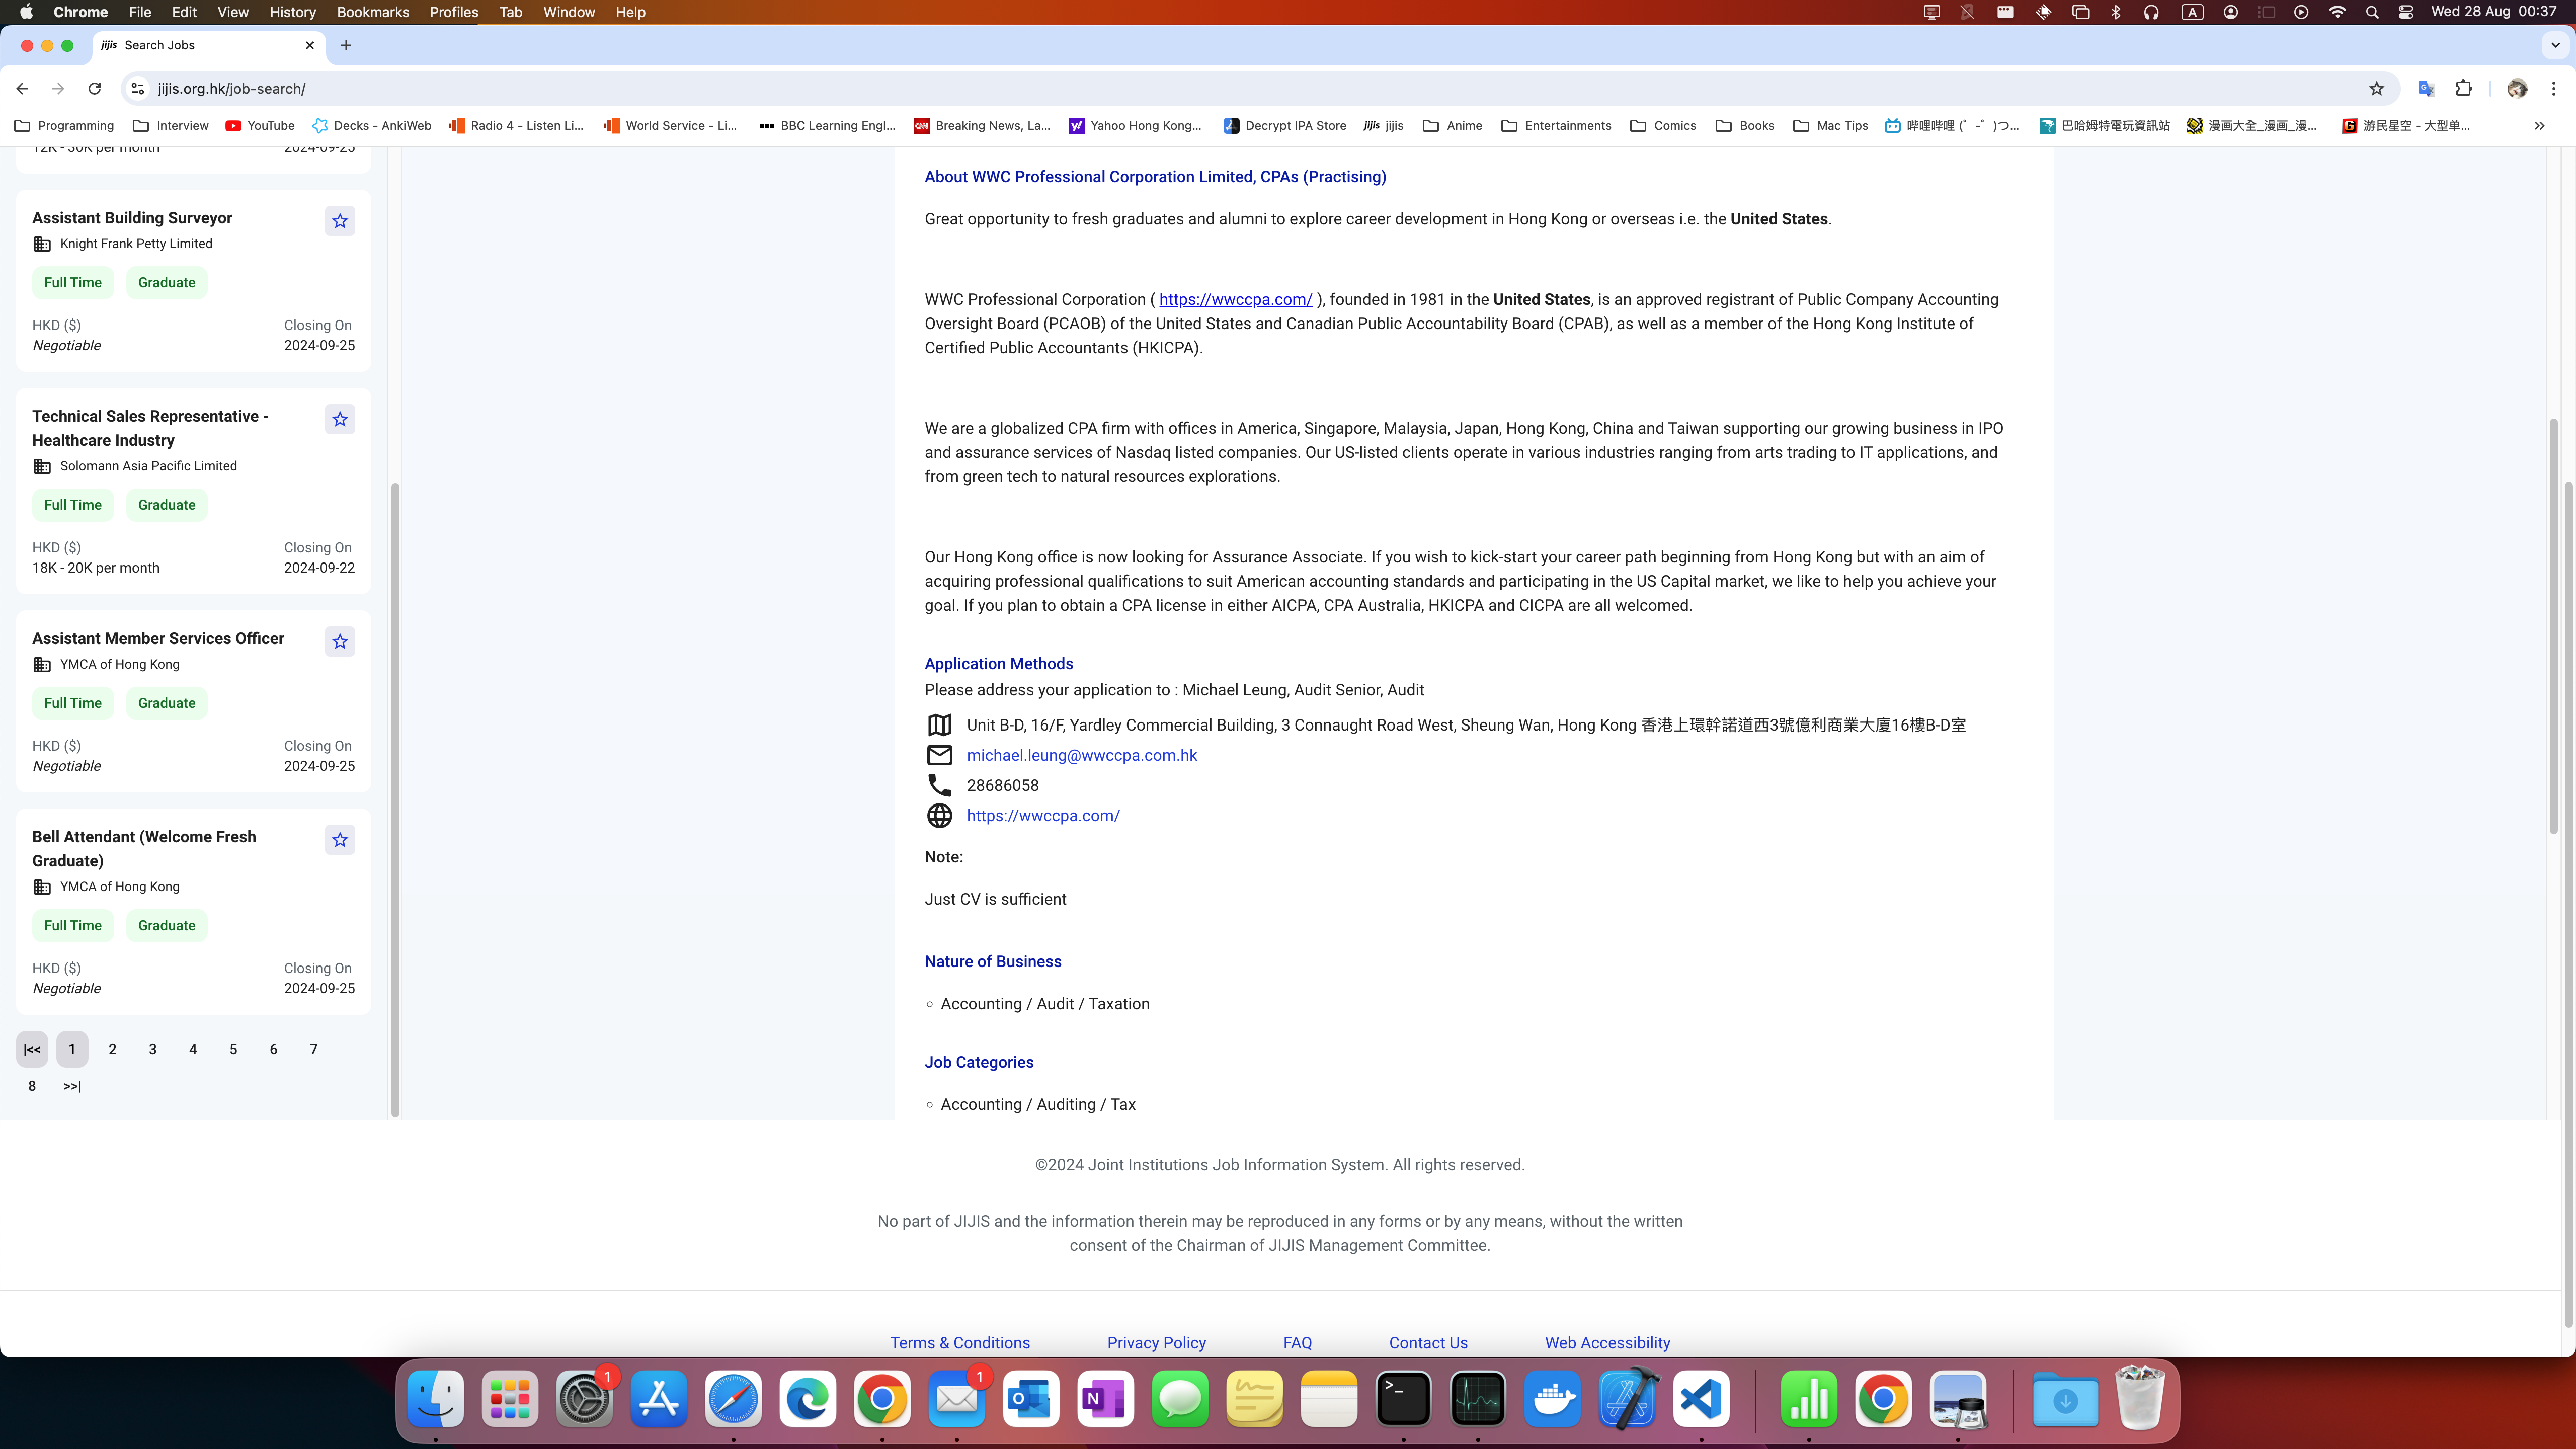 Chrome File Edit View History Bookmarks Profiles Tab Window Help A Wed 28 Aug 00:37
jijis Search Jobs
jijis.org.hk/job-search/
Programming Interview YouTube Decks - AnkiWeb Radio 4 - Listen Li... World Service - Li... BBC Learning Engl... CNN Breaking News, La... Yahoo Hong Kong... Decrypt IPA Store jijis jijis Anime Entertainments Comics Books Mac Tips 哔哩哔哩 (゜-゜)つ... 巴哈姆特電玩資訊站 漫画大全_漫画_漫... 游民星空 - 大型单... »
12K - 30K per month 2024-09-25
Assistant Building Surveyor
Knight Frank Petty Limited
Full Time Graduate
HKD ($) Closing On
Negotiable 2024-09-25
Technical Sales Representative -
Healthcare Industry
Solomann Asia Pacific Limited
Full Time Graduate
HKD ($) Closing On
18K - 20K per month 2024-09-22
Assistant Member Services Officer
YMCA of Hong Kong
Full Time Graduate
HKD ($) Closing On
Negotiable 2024-09-25
Bell Attendant (Welcome Fresh
Graduate)
YMCA of Hong Kong
Full Time Graduate
HKD ($) Closing On
Negotiable 2024-09-25
|<< 1 2 3 4 5 6 7
8 >>|
About WWC Professional Corporation Limited, CPAs (Practising)
Great opportunity to fresh graduates and alumni to explore career development in Hong Kong or overseas i.e. the United States.
WWC Professional Corporation ( https://wwccpa.com/ ), founded in 1981 in the United States, is an approved registrant of Public Company Accounting
Oversight Board (PCAOB) of the United States and Canadian Public Accountability Board (CPAB), as well as a member of the Hong Kong Institute of
Certified Public Accountants (HKICPA).
We are a globalized CPA firm with offices in America, Singapore, Malaysia, Japan, Hong Kong, China and Taiwan supporting our growing business in IPO
and assurance services of Nasdaq listed companies. Our US-listed clients operate in various industries ranging from arts trading to IT applications, and
from green tech to natural resources explorations.
Our Hong Kong office is now looking for Assurance Associate. If you wish to kick-start your career path beginning from Hong Kong but with an aim of
acquiring professional qualifications to suit American accounting standards and participating in the US Capital market, we like to help you achieve your
goal. If you plan to obtain a CPA license in either AICPA, CPA Australia, HKICPA and CICPA are all welcomed.
Application Methods
Please address your application to : Michael Leung, Audit Senior, Audit
Unit B-D, 16/F, Yardley Commercial Building, 3 Connaught Road West, Sheung Wan, Hong Kong 香港上環幹諾道西3號億利商業大廈16樓B-D室
michael.leung@wwccpa.com.hk
28686058
https://wwccpa.com/
Note:
Just CV is sufficient
Nature of Business
Accounting / Audit / Taxation
Job Categories
Accounting / Auditing / Tax
©2024 Joint Institutions Job Information System. All rights reserved.
No part of JIJIS and the information therein may be reproduced in any forms or by any means, without the written
consent of the Chairman of JIJIS Management Committee.
Terms & Conditions Privacy Policy FAQ Contact Us Web Accessibility
1 1